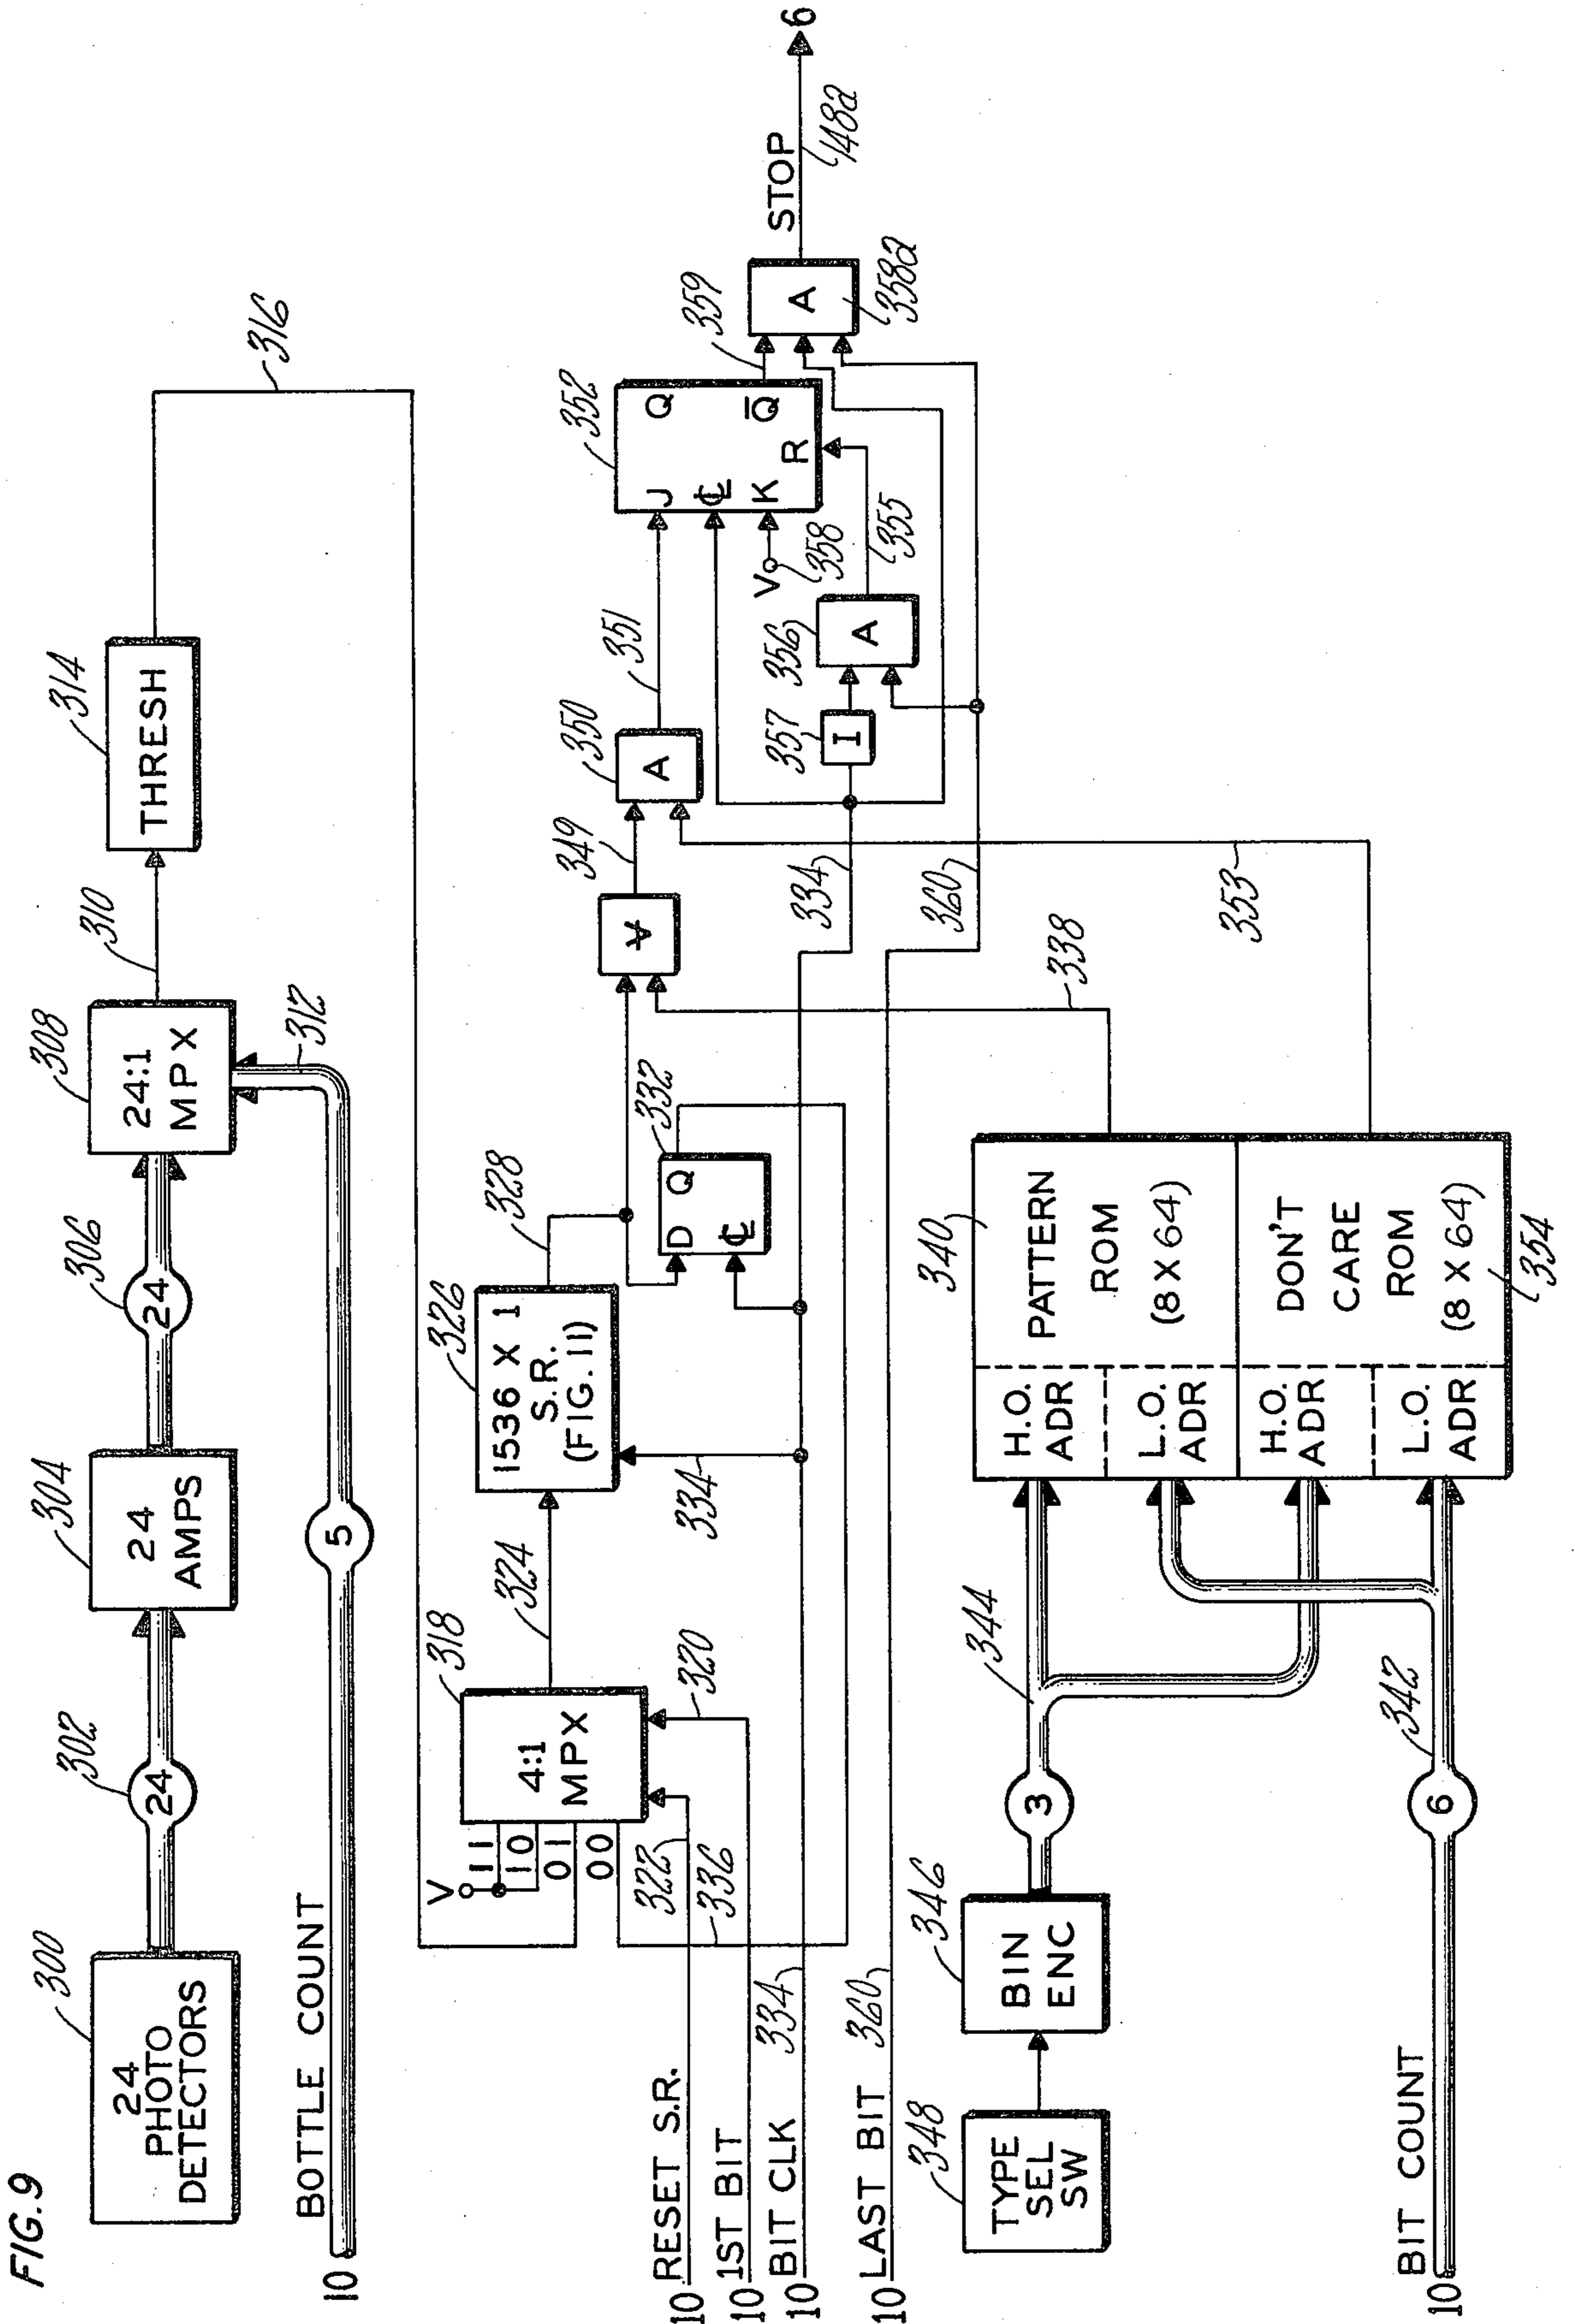 FIG. 9
300
24
PHOTO
DETECTORS
302
24
304
24
AMPS
306
24
308
24:1
MPX
310
312
314
THRESH
316
10 BOTTLE COUNT
5
318
4:1
MPX
V
11
10
01
00
322
336
320
324
326
1536 X 1
S.R.
(FIG. 11)
328
334
332
D Q
CL
349
∀
350
A
351
352
J Q
CL
K Q̅
R
V
358
355
356
A
357
I
359
A
358a
STOP
148a
6
10 RESET S.R.
10 1ST BIT
10 BIT CLK 334
10 LAST BIT 360
334
360
338
353
348
TYPE
SEL
SW
346
BIN
ENC
3
344
340
H.O.
ADR
L.O.
ADR
PATTERN
ROM
(8 X 64)
H.O.
ADR
L.O.
ADR
DON'T
CARE
ROM
(8 X 64)
354
10 BIT COUNT
6
342